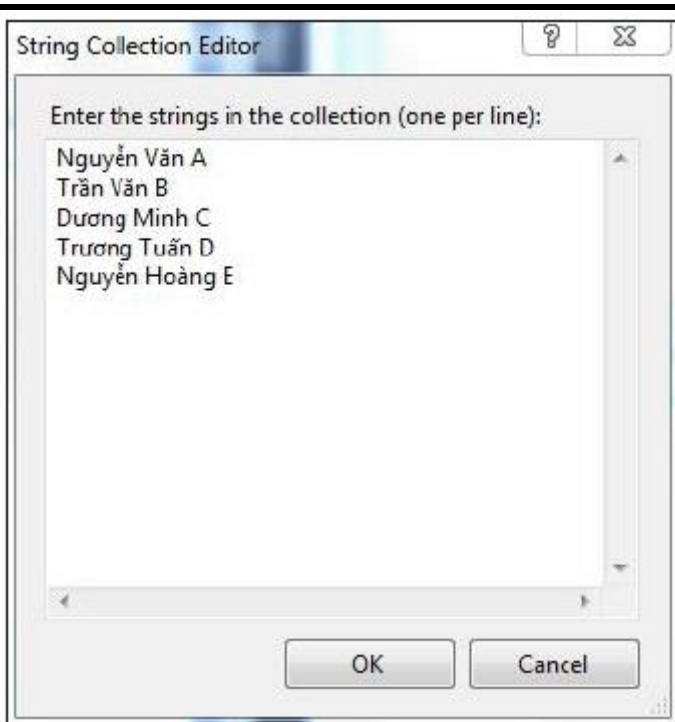 String Collection Editor
Enter the strings in the collection (one per line):
Nguyễn Văn A
Trần Văn B
Dương Minh C
Trương Tuấn D
Nguyễn Hoàng E
OK
Cancel